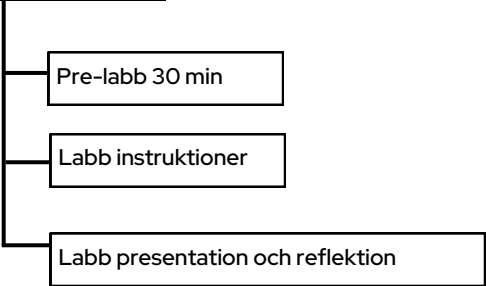 Pre-labb 30 min
Labb instruktioner
Labb presentation och reflektion